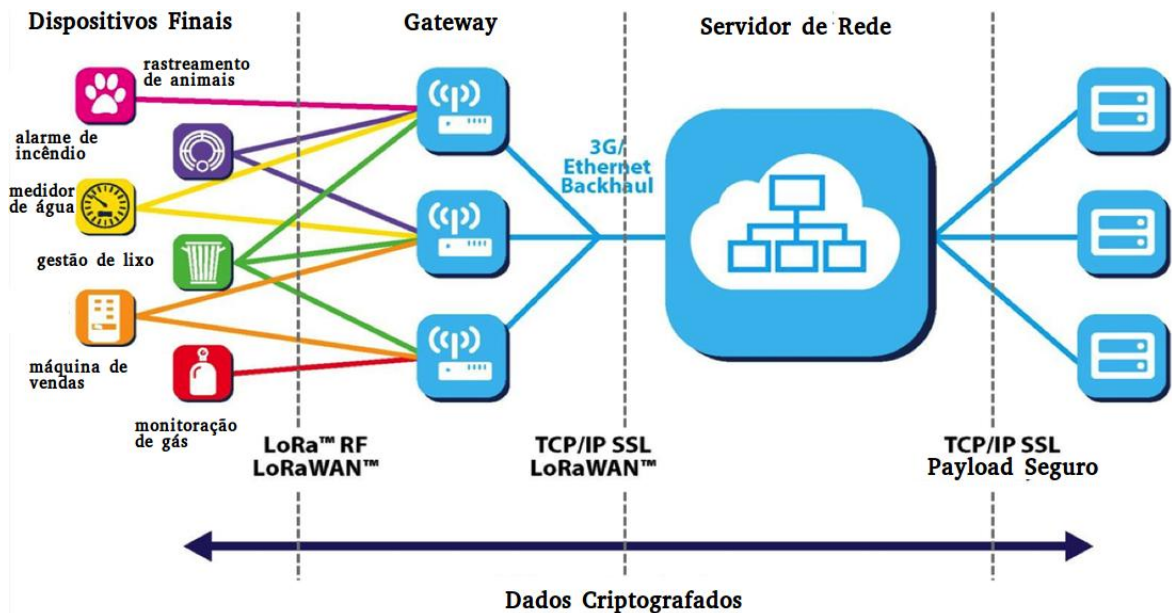 Dispositivos Finais
Gateway
Servidor de Rede
rastreamento
de animais
alarme de
incêndio
medidor
de água
gestão de lixo
máquina de
vendas
monitoração
de gás
3G/
Ethernet
Backhaul
LoRa™ RF
LoRaWAN™
TCP/IP SSL
LoRaWAN™
TCP/IP SSL
Payload Seguro
Dados Criptografados